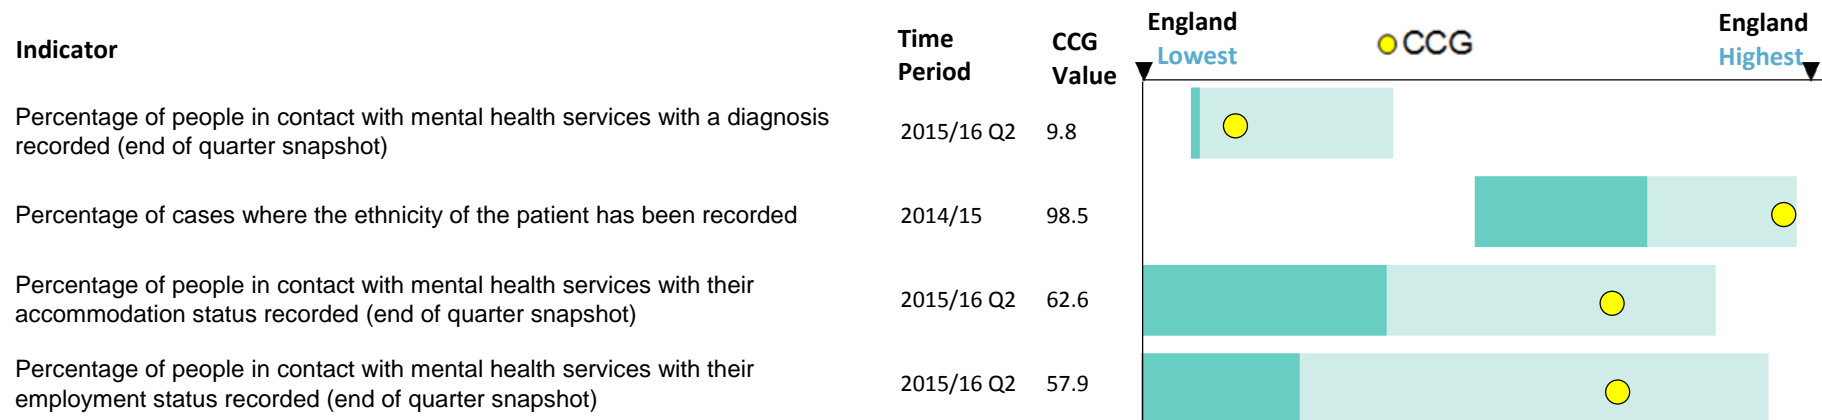 Indicator
Time Period
CCG Value
England Lowest
CCG
England Highest
Percentage of people in contact with mental health services with a diagnosis
recorded (end of quarter snapshot)
2015/16 Q2
9.8
Percentage of cases where the ethnicity of the patient has been recorded
2014/15
98.5
Percentage of people in contact with mental health services with their
accommodation status recorded (end of quarter snapshot)
2015/16 Q2
62.6
Percentage of people in contact with mental health services with their
employment status recorded (end of quarter snapshot)
2015/16 Q2
57.9